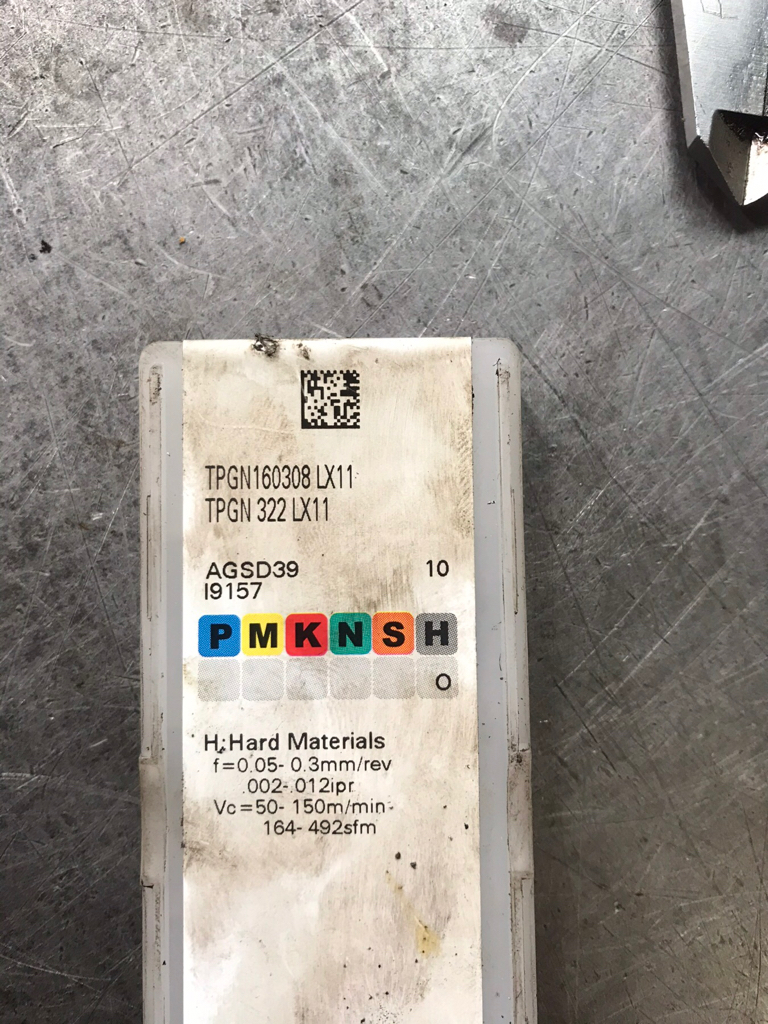 TPGN160308 LX11
TPGN 322 LX11
AGSD39 10
I9157
P M K N S H
O
H:Hard Materials
f=0.05- 0.3mm/rev
.002-.012ipr
Vc=50- 150m/min
164- 492sfm